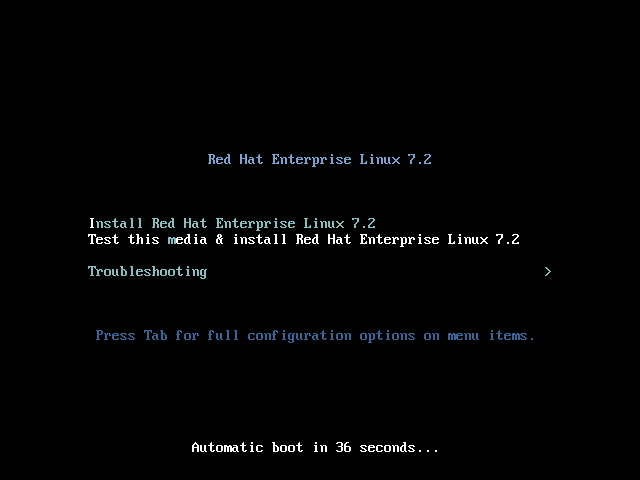 Red Hat Enterprise Linux 7.2
Install Red Hat Enterprise Linux 7.2
Test this media & install Red Hat Enterprise Linux 7.2
Troubleshooting >
Press Tab for full configuration options on menu items.
Automatic boot in 36 seconds...